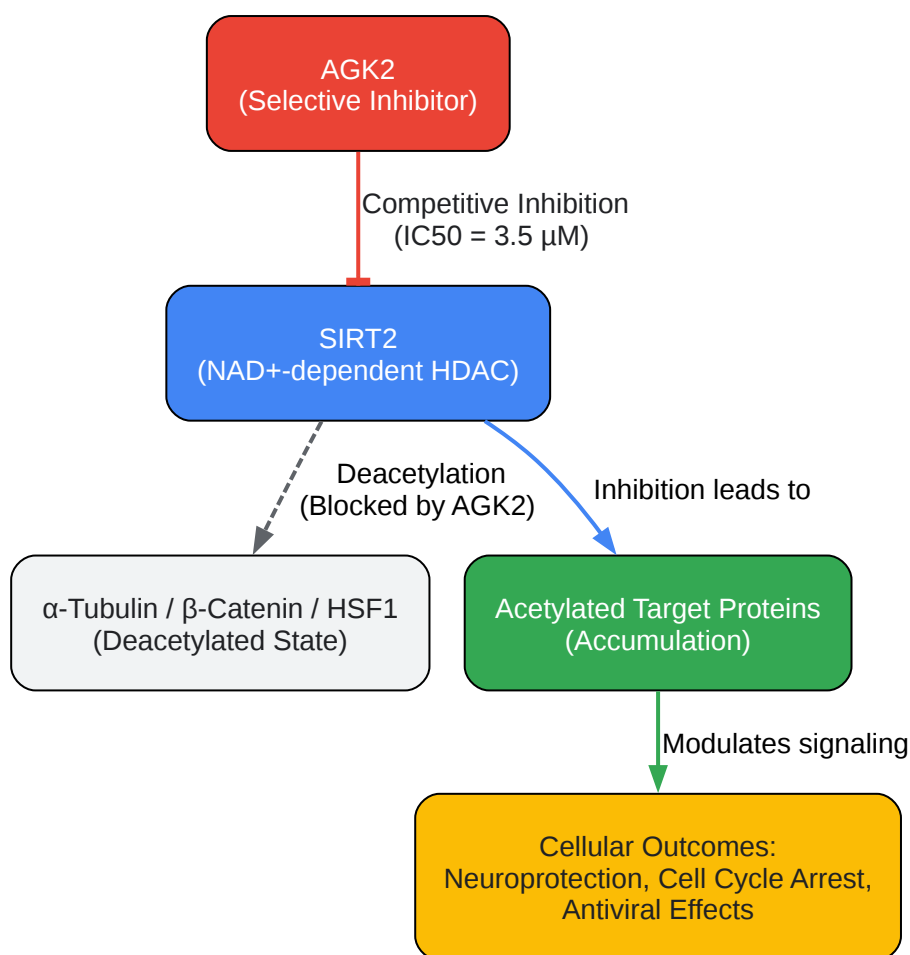 AGK2
(Selective Inhibitor)
Competitive Inhibition
(IC50 = 3.5 µM)
SIRT2
(NAD+-dependent HDAC)
Deacetylation
(Blocked by AGK2)
Inhibition leads to
α-Tubulin / β-Catenin / HSF1
(Deacetylated State)
Acetylated Target Proteins
(Accumulation)
Modulates signaling
Cellular Outcomes:
Neuroprotection, Cell Cycle Arrest,
Antiviral Effects